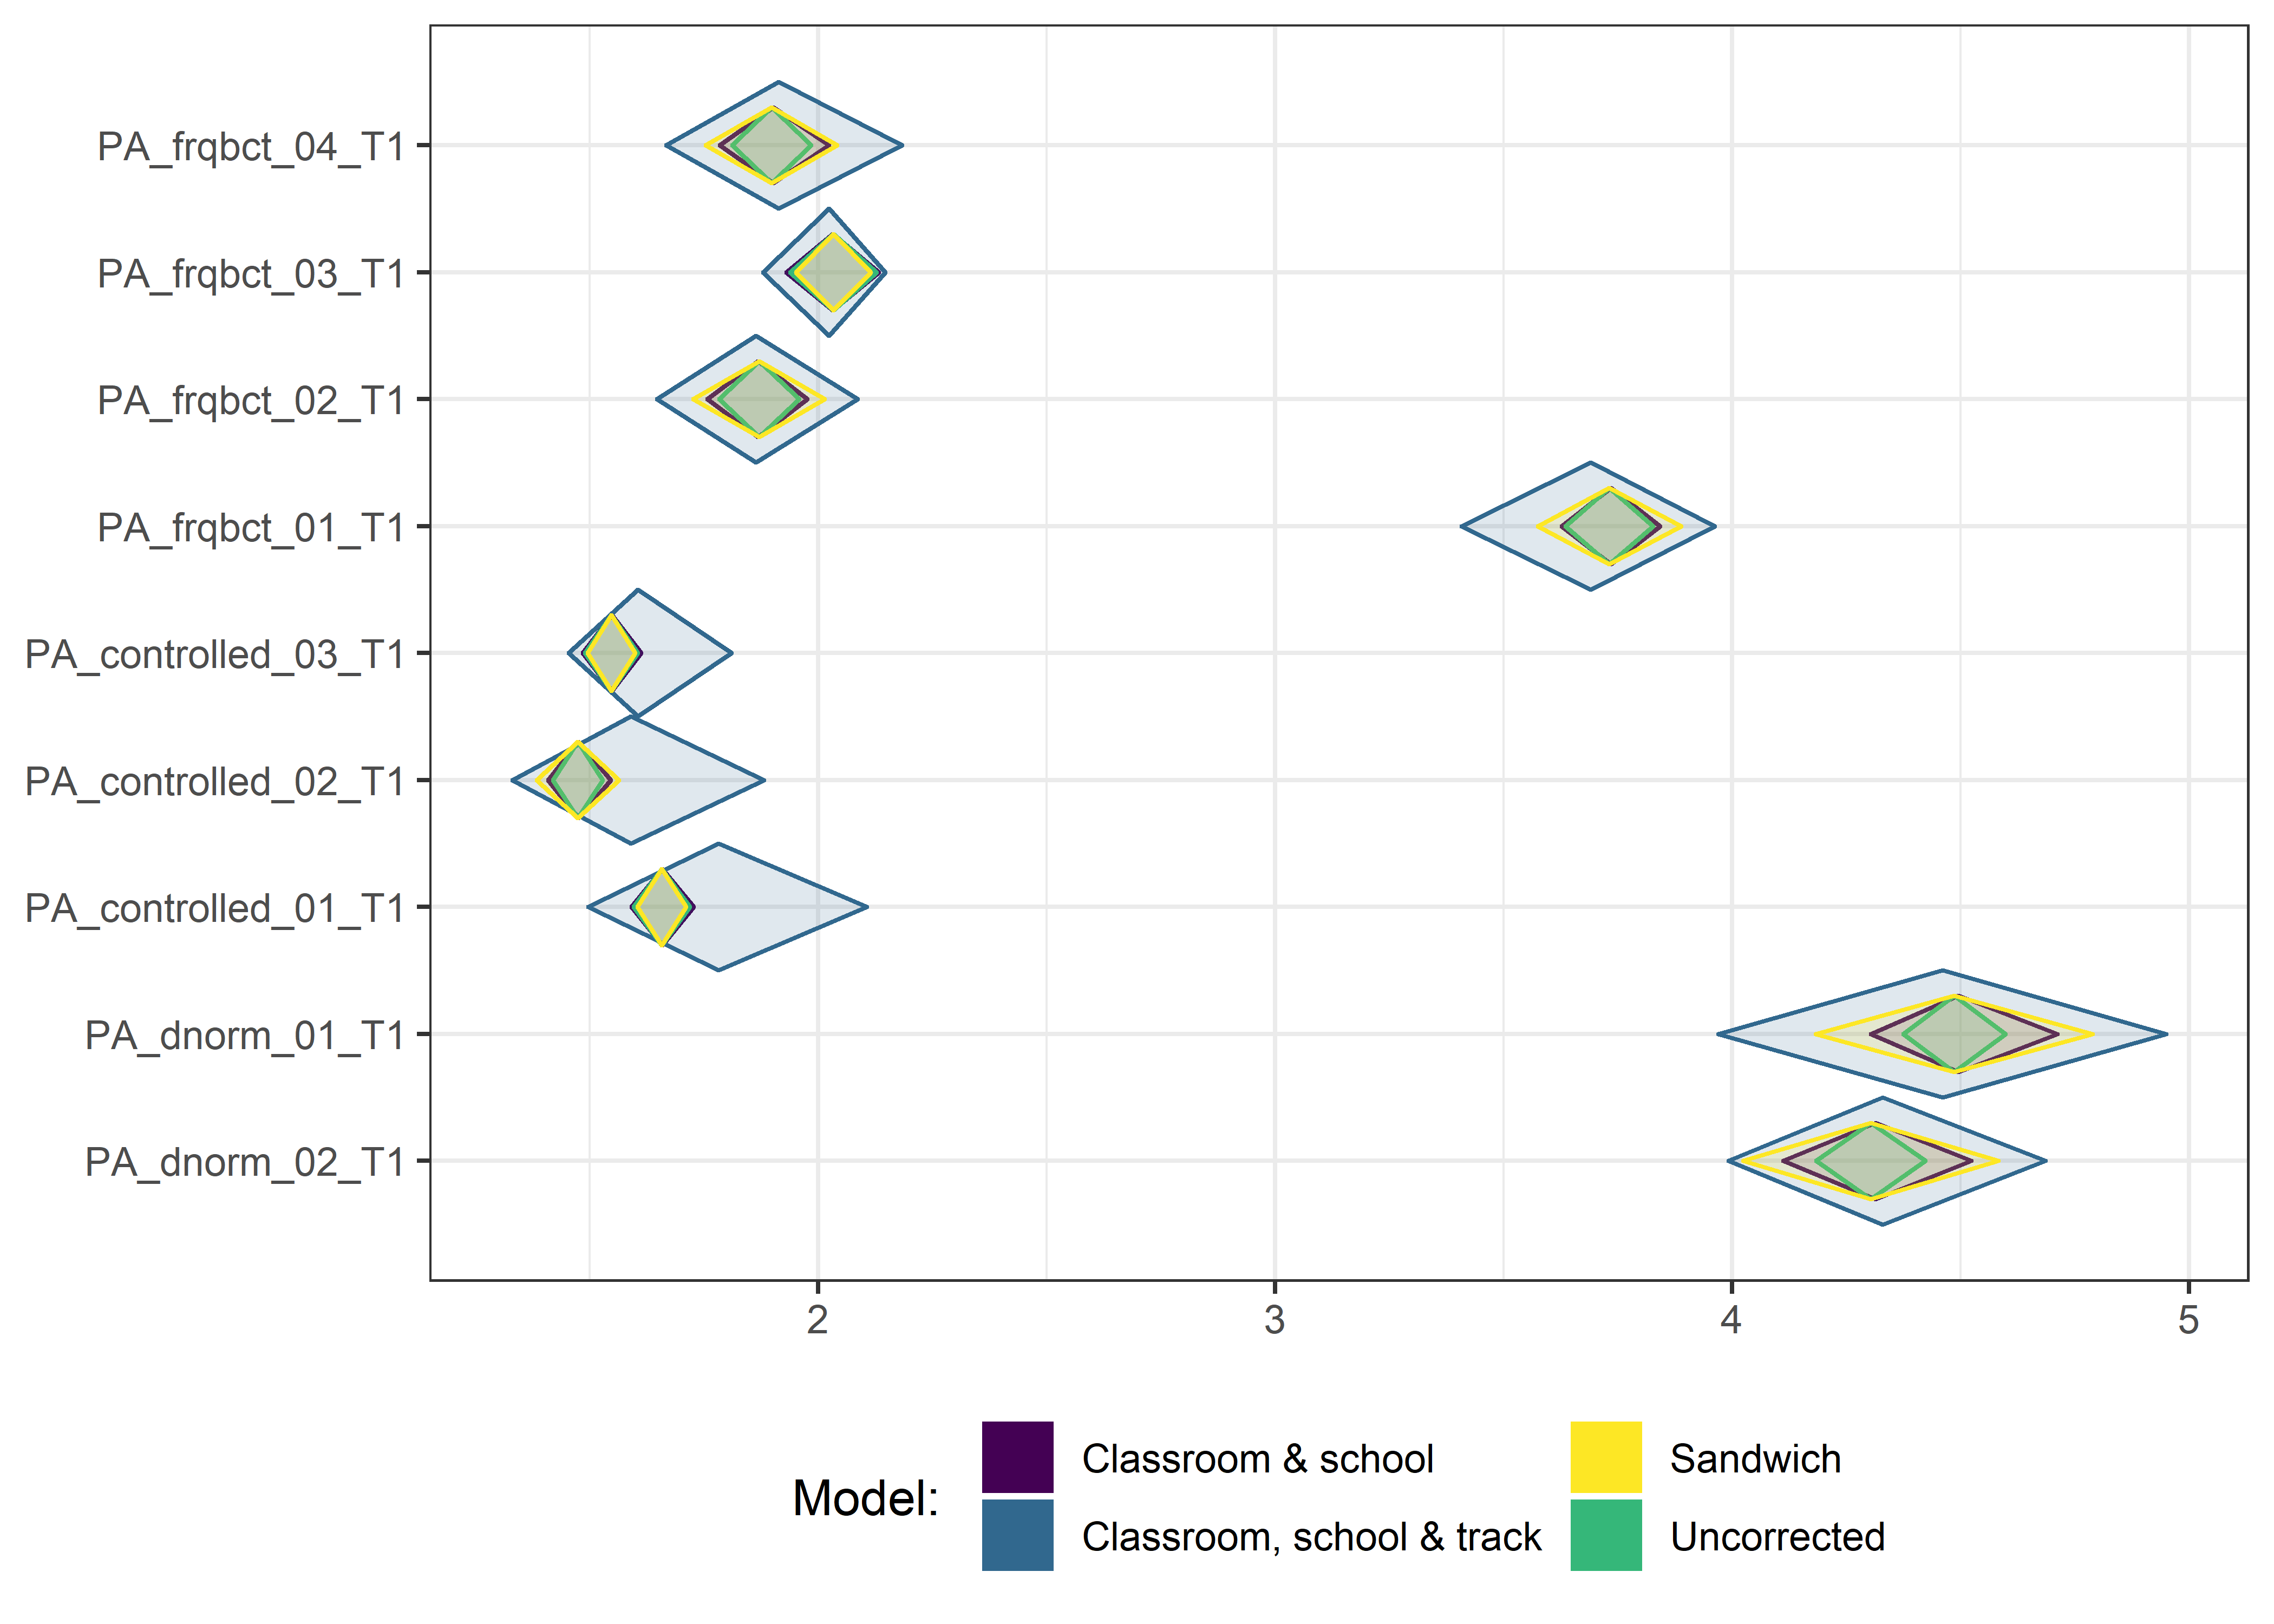 PA_frqbct_04_T1
PA_frqbct_03_T1
PA_frqbct_02_T1
PA_frqbct_01_T1
PA_controlled_03_T1
PA_controlled_02_T1
PA_controlled_01_T1
PA_dnorm_01_T1
PA_dnorm_02_T1
2 3 4 5
Model:
Classroom & school
Classroom, school & track
Sandwich
Uncorrected